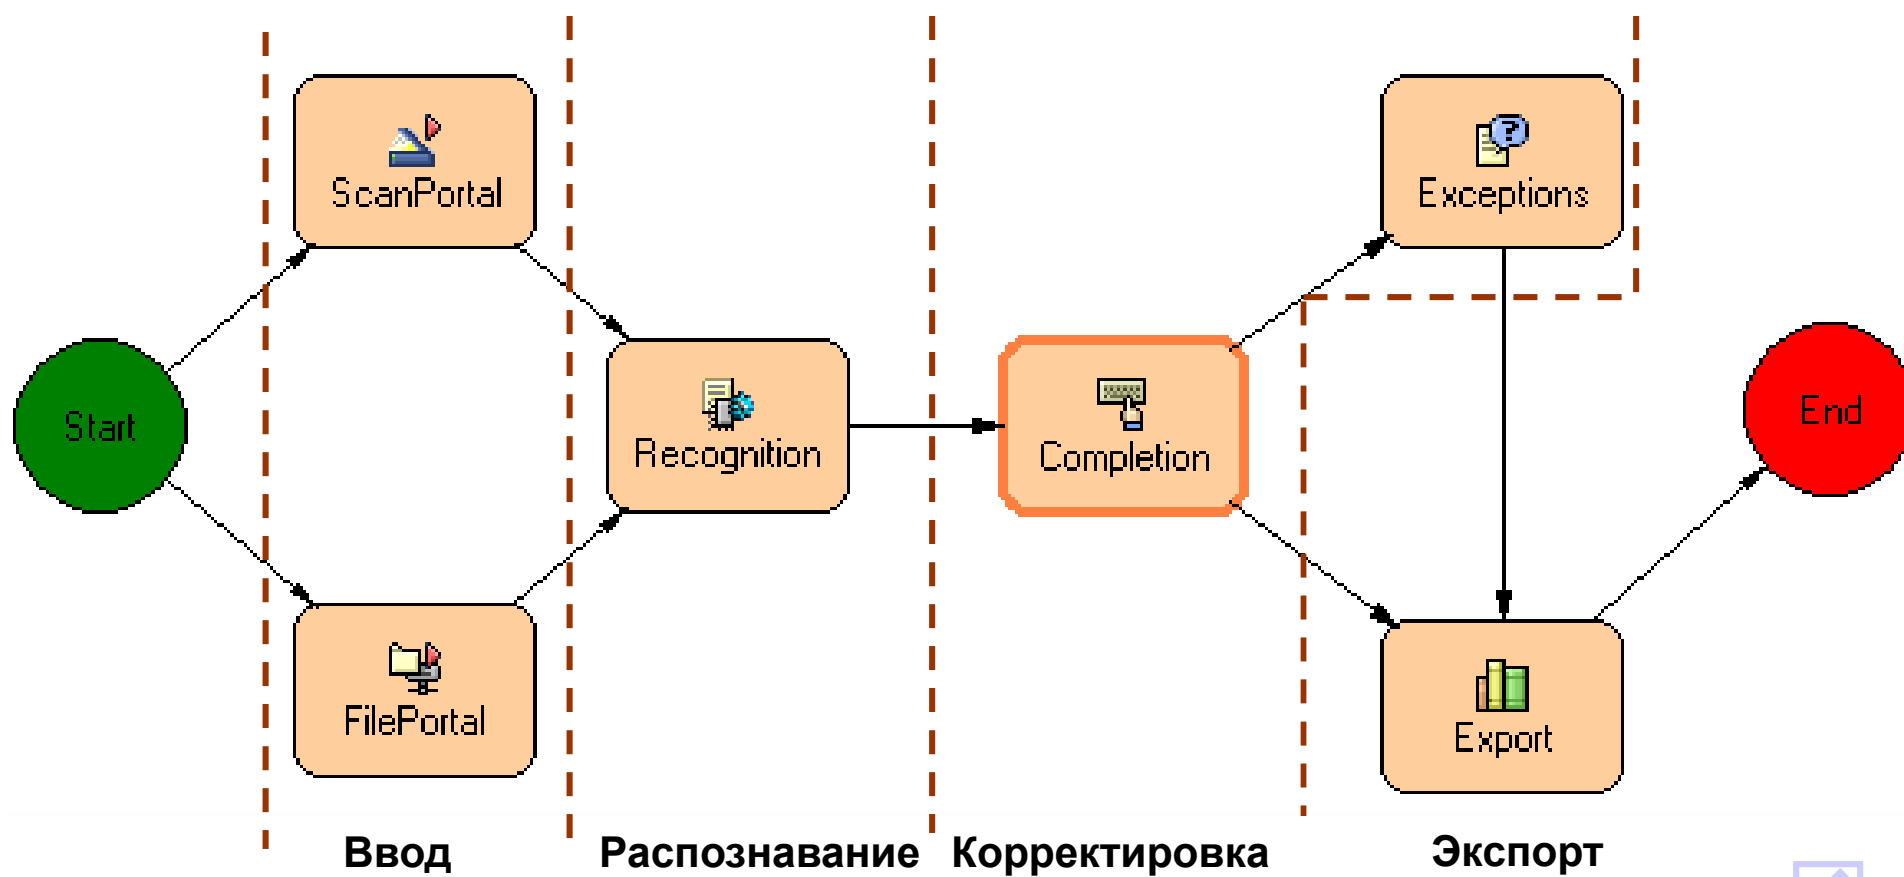 ScanPortal
Exceptions
Start
Recognition
Completion
End
FilePortal
Export
Ввод
Распознавание
Корректировка
Экспорт